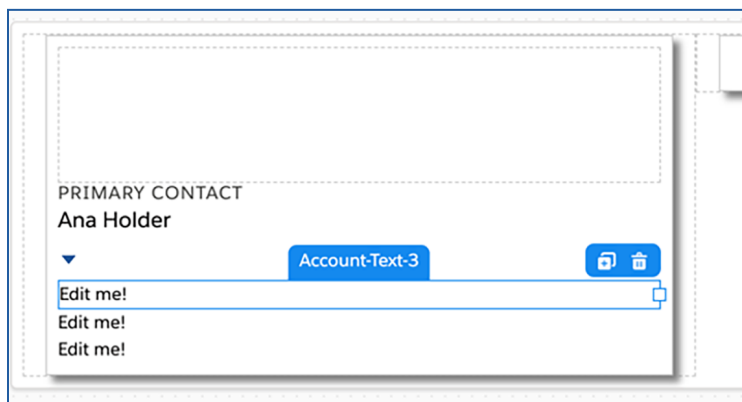 PRIMARY CONTACT
Ana Holder
Account-Text-3
Edit me!
Edit me!
Edit me!